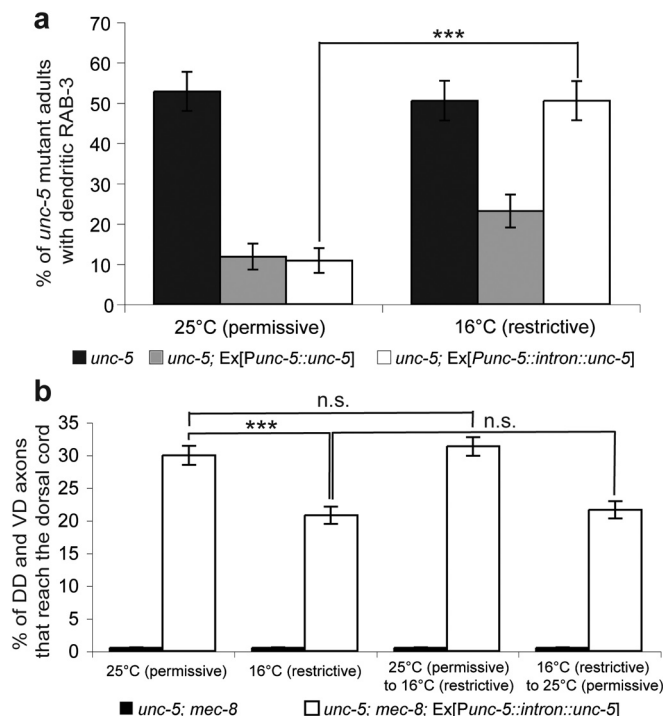 a
% of unc-5 mutant adults
with dendritic RAB-3
70
60
50
40
30
20
10
0
***
25°C (permissive)
16°C (restrictive)
unc-5
unc-5; Ex[Punc-5::unc-5]
unc-5; Ex[Punc-5::intron::unc-5]
b
% of DD and VD axons
that reach the dorsal cord
35
30
25
20
15
10
5
0
n.s.
***
n.s.
25°C (permissive)
16°C (restrictive)
25°C (permissive)
to 16°C (restrictive)
16°C (restrictive)
to 25°C (permissive)
unc-5; mec-8
unc-5; mec-8; Ex[Punc-5::intron::unc-5]